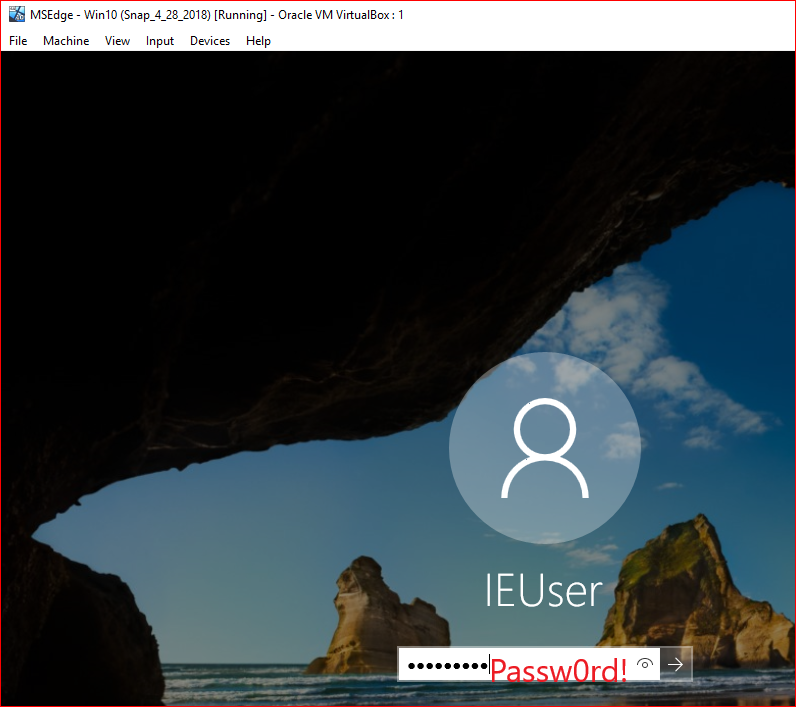 MSEdge - Win10 (Snap_4_28_2018) [Running] - Oracle VM VirtualBox : 1
File Machine View Input Devices Help
IEUser
•••••••••Passw0rd!